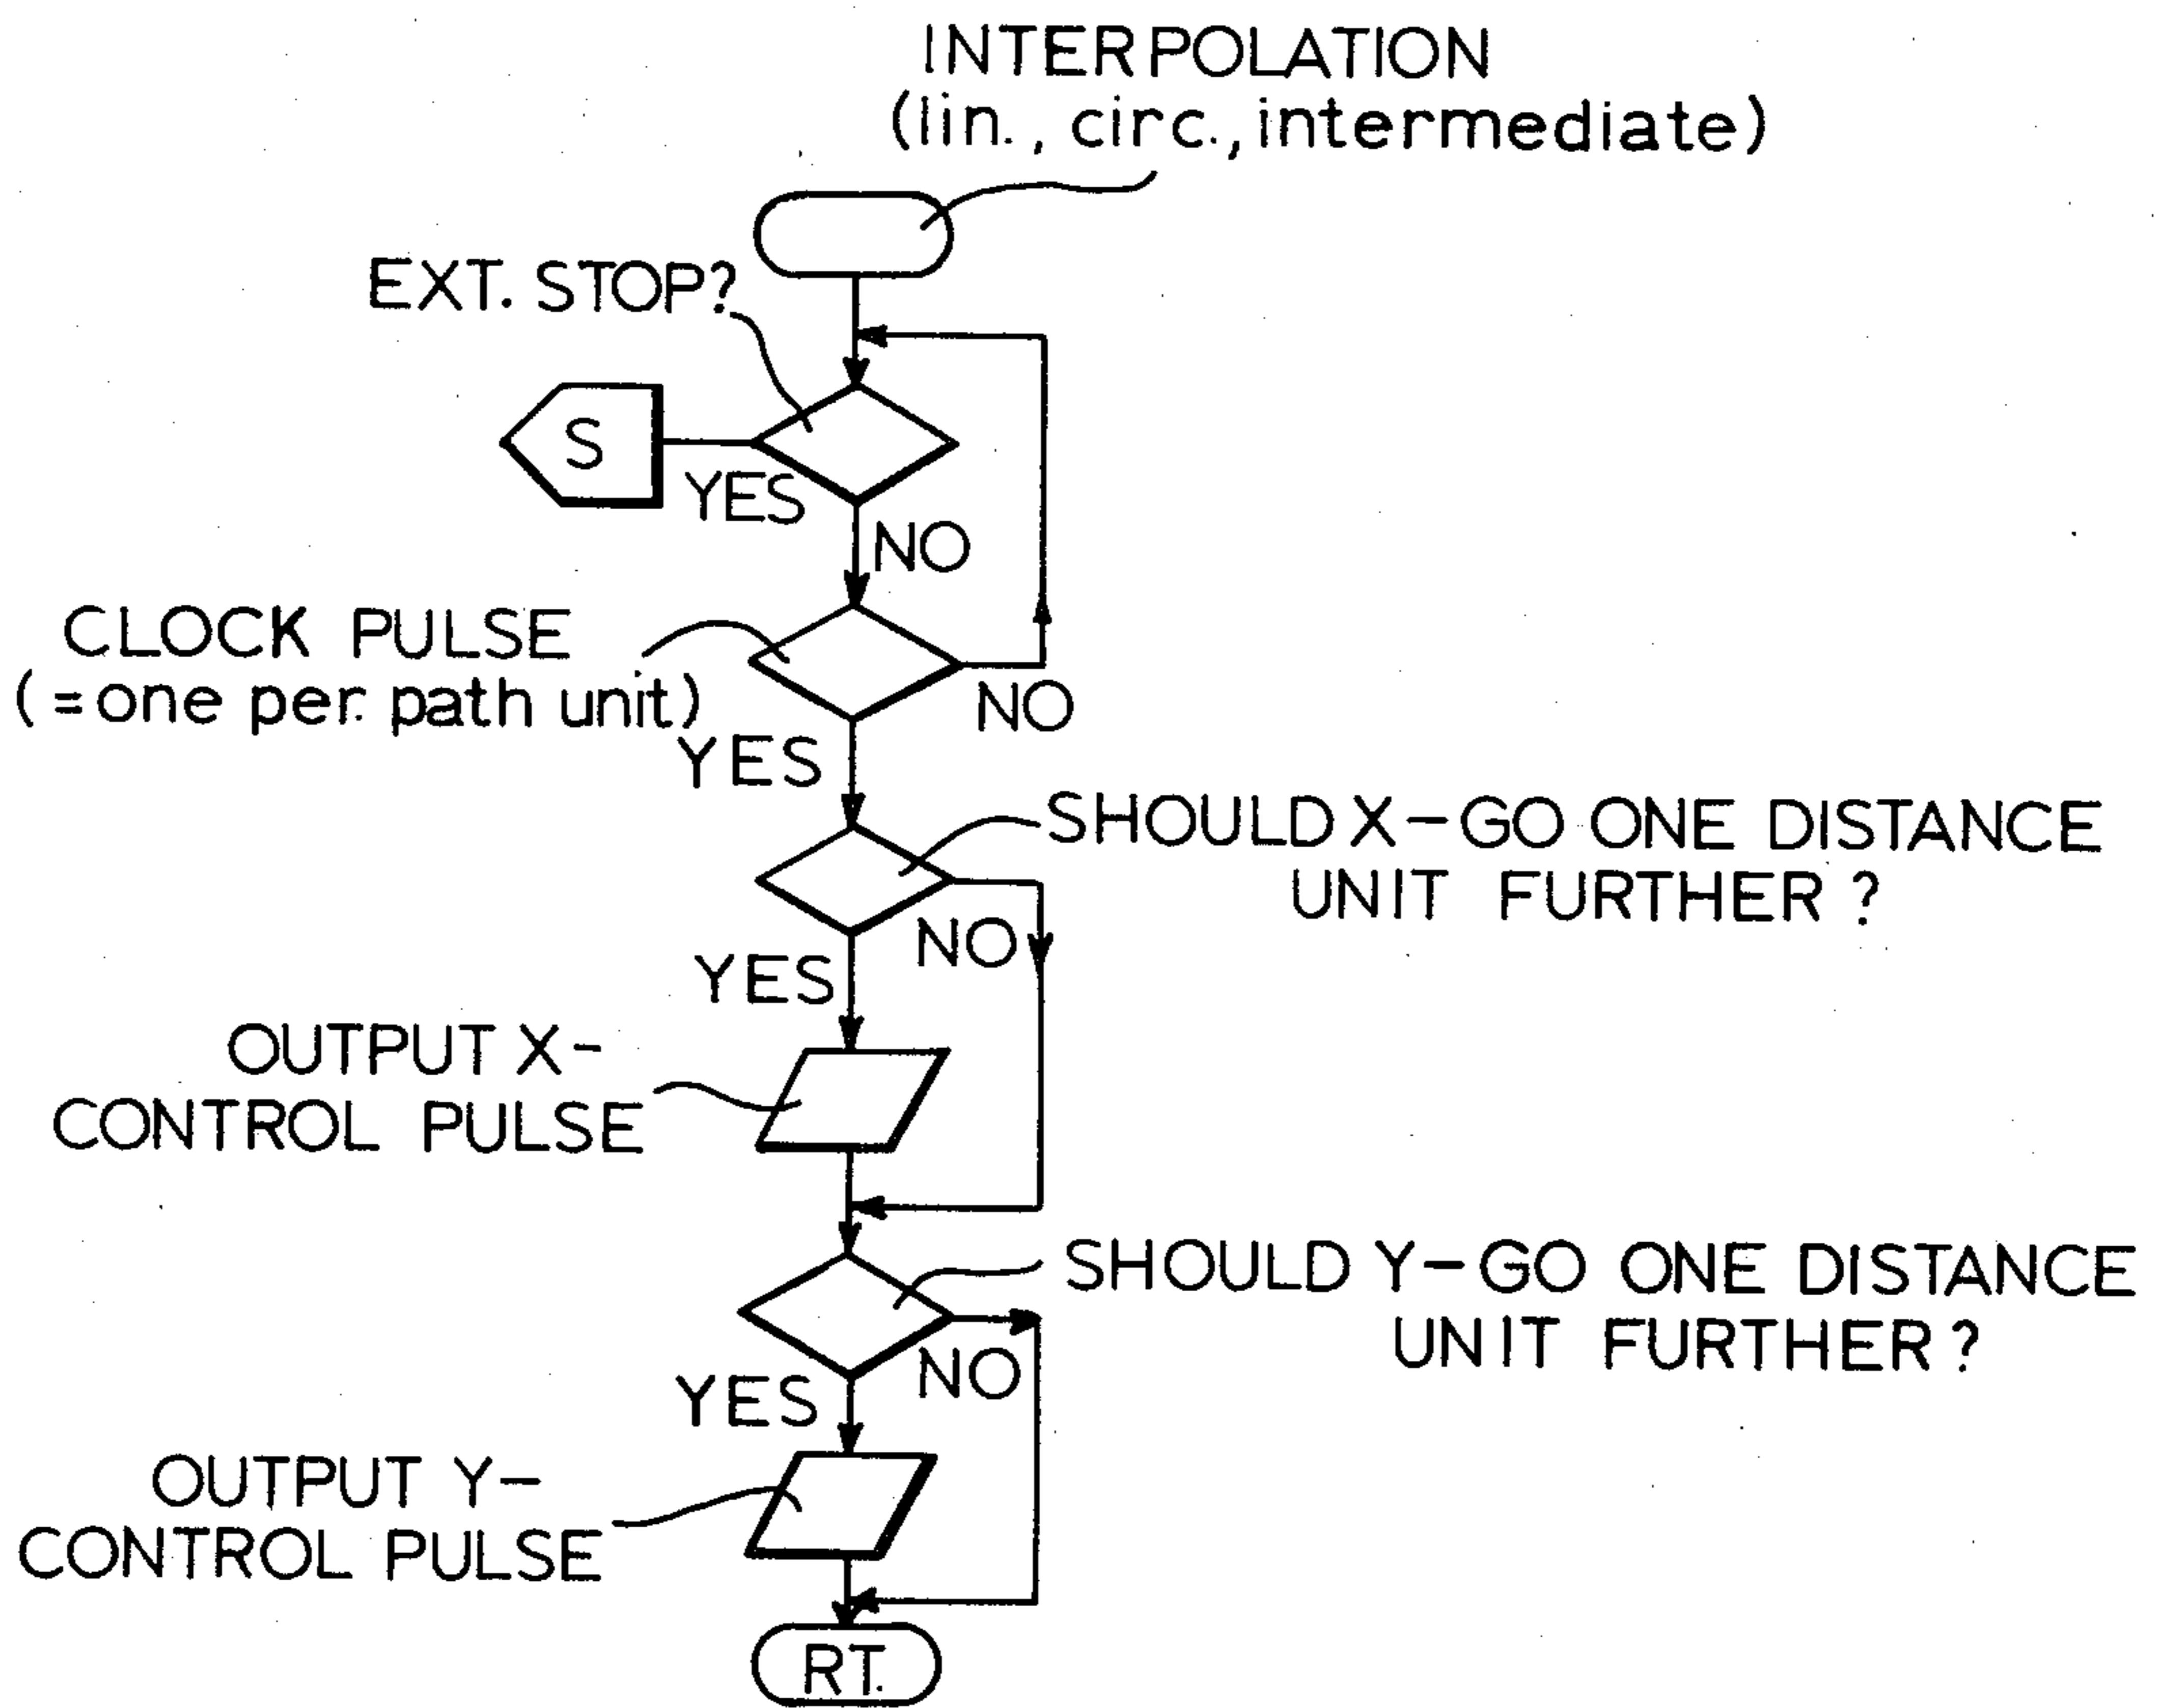 INTERPOLATION
(lin., circ., intermediate)
EXT. STOP?
S
YES
NO
CLOCK PULSE
(=one per. path unit)
NO
YES
SHOULD X-GO ONE DISTANCE
UNIT FURTHER?
NO
YES
OUTPUT X-
CONTROL PULSE
SHOULD Y-GO ONE DISTANCE
UNIT FURTHER?
NO
YES
OUTPUT Y-
CONTROL PULSE
RT.